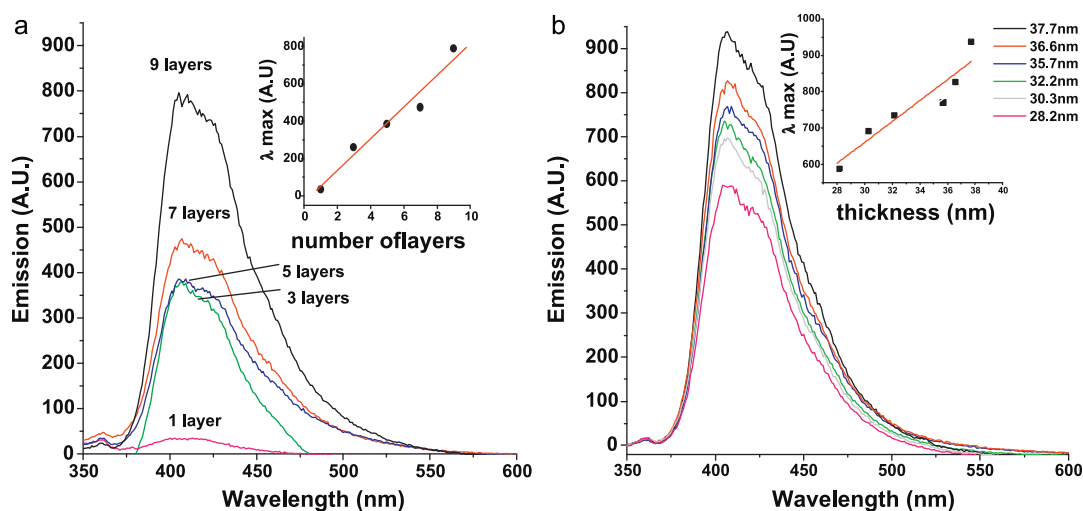 a
Emission (A.U.)
900
800
700
600
500
400
300
200
100
0
350
400
450
500
550
600
Wavelength (nm)
9 layers
7 layers
5 layers
3 layers
1 layer
λ max (A.U)
800
600
400
200
0
0
2
4
6
8
10
number oflayers
b
Emission (A.U.)
900
800
700
600
500
400
300
200
100
0
350
400
450
500
550
600
Wavelength (nm)
λ max (A.U.)
1000
900
800
700
600
28
30
32
34
36
38
40
thickness (nm)
37.7nm
36.6nm
35.7nm
32.2nm
30.3nm
28.2nm